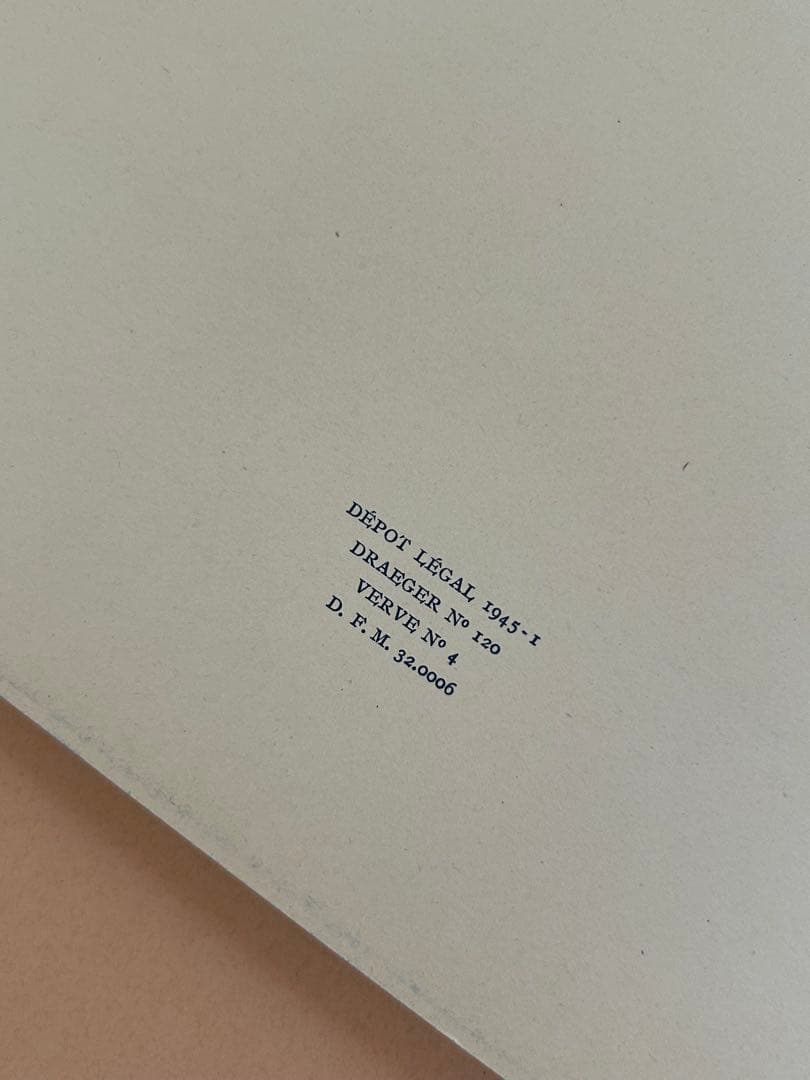 DÉPOT LÉGAL 1945-1
DRAEGER Nº 120
VERVE Nº 4
D. F. M. 32.0006